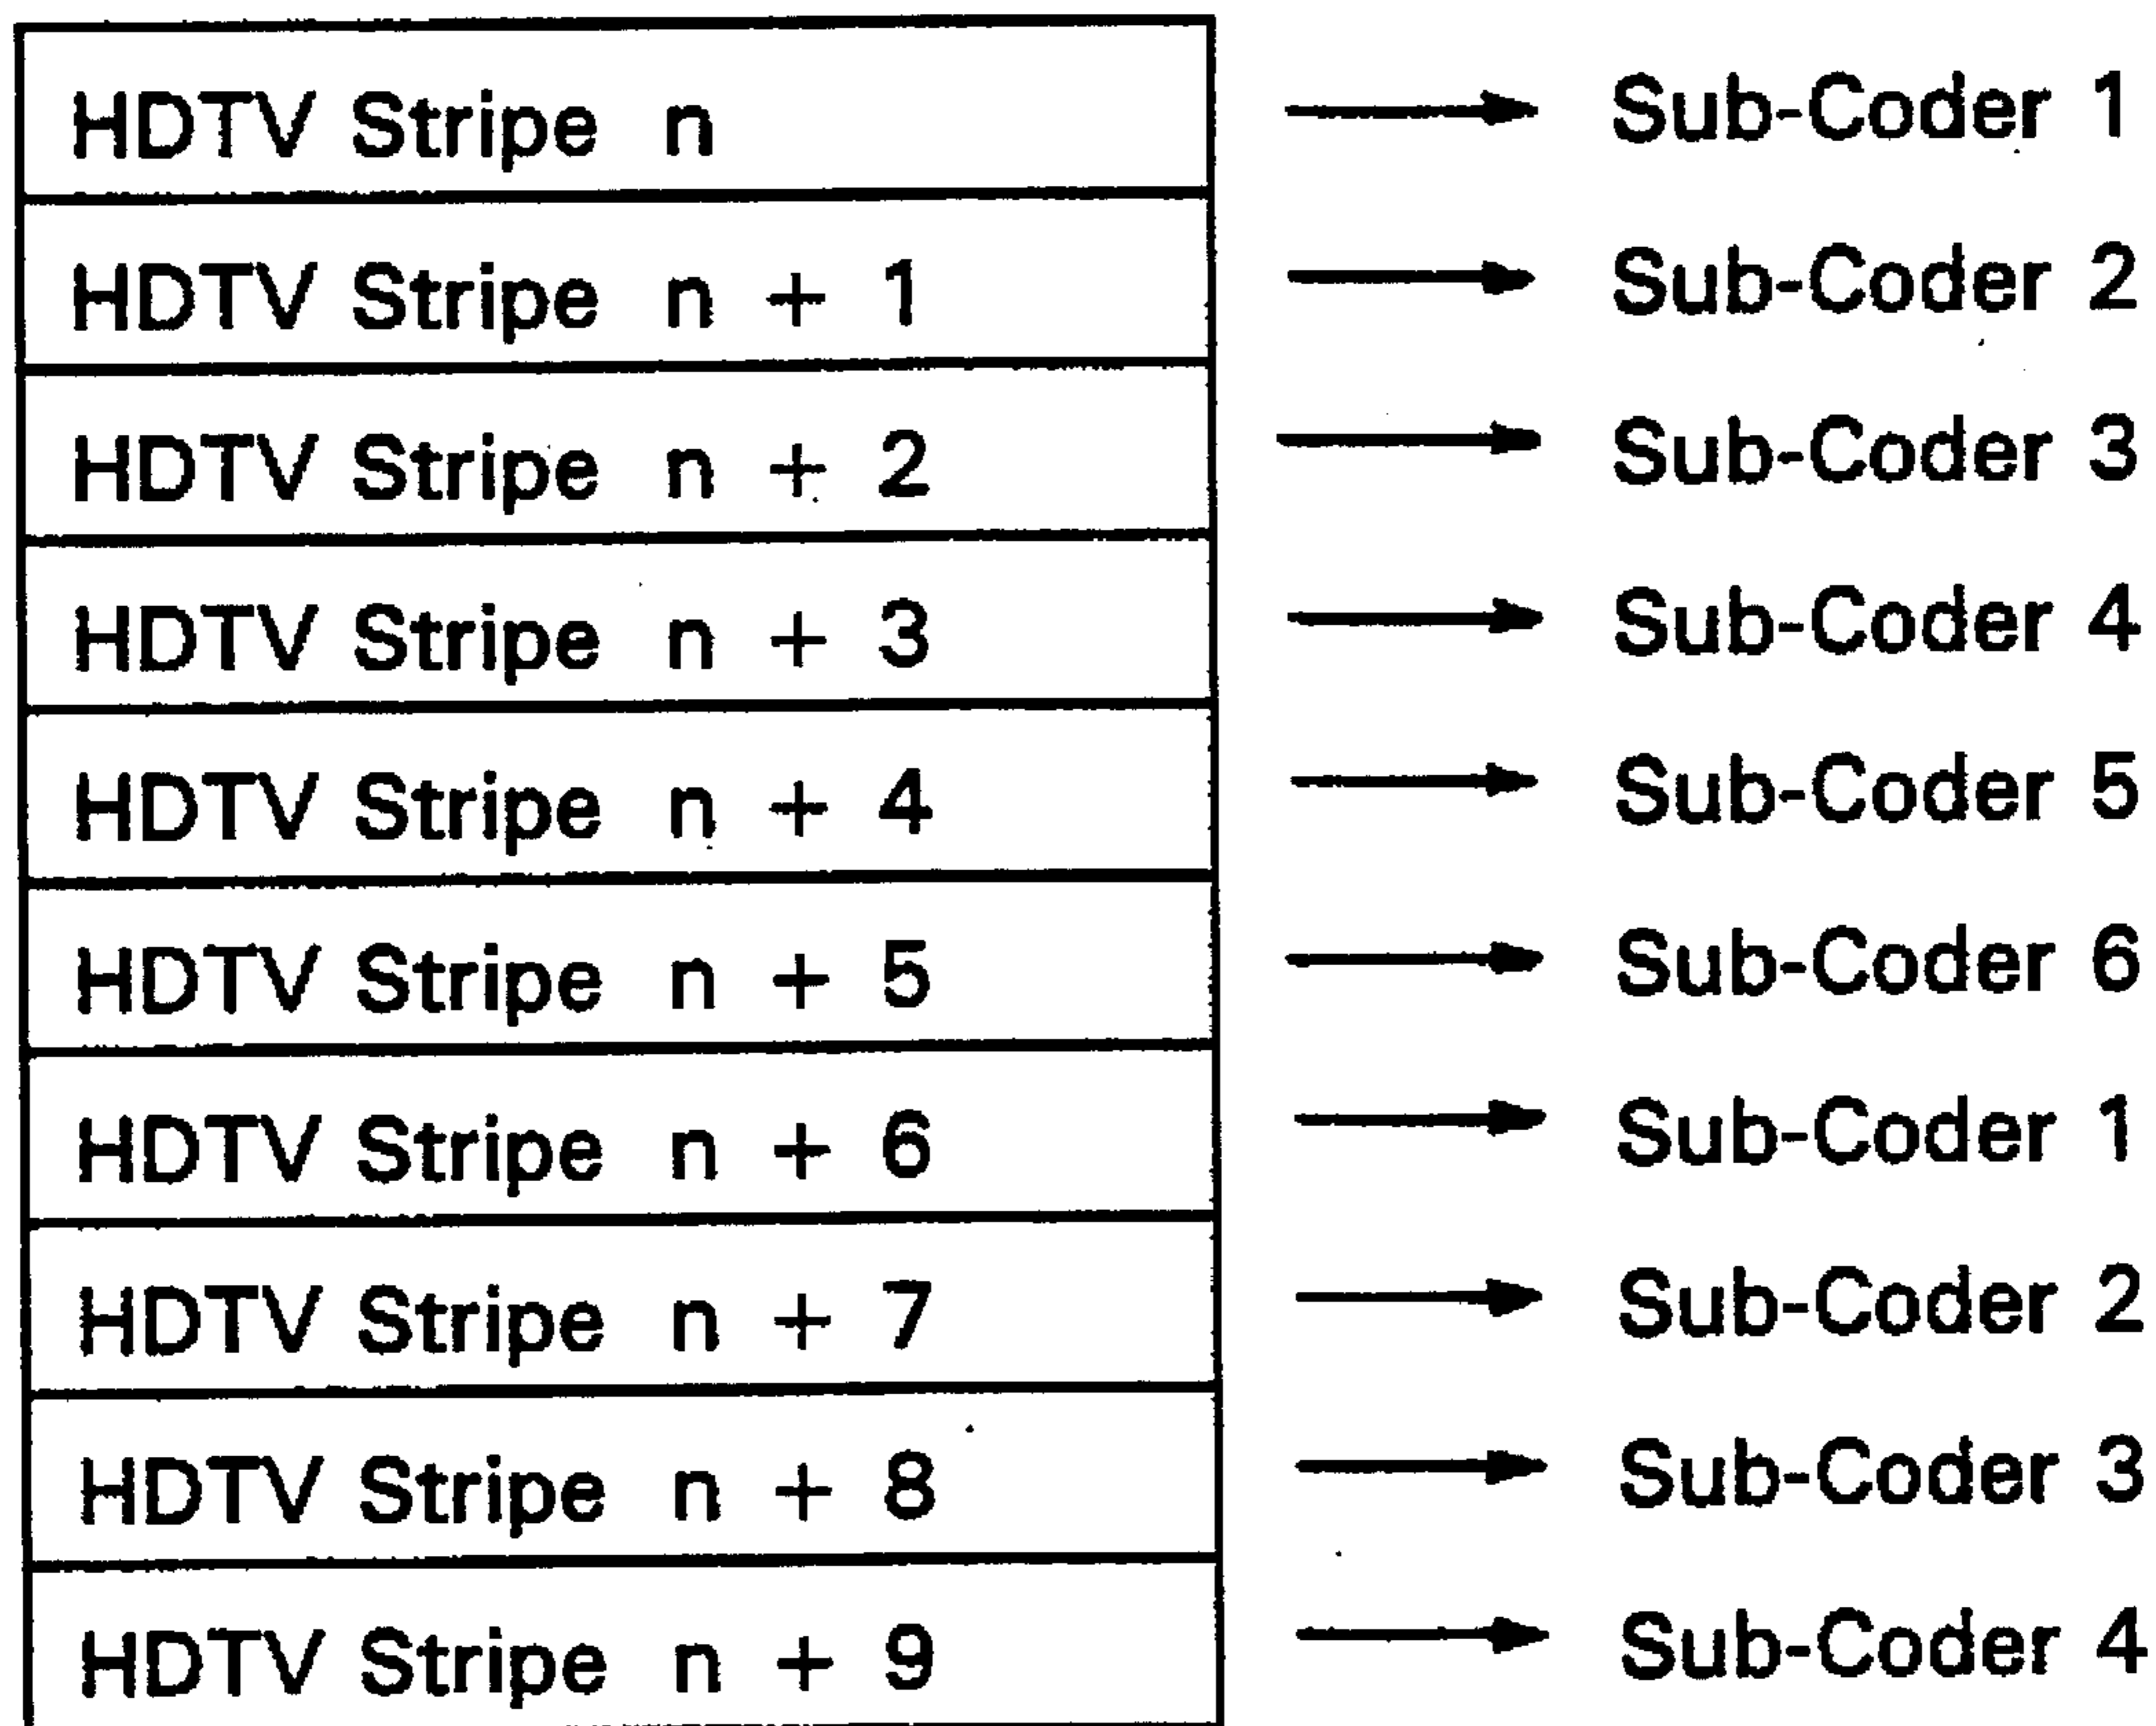 HDTV Stripe n Sub-Coder 1
HDTV Stripe n + 1 Sub-Coder 2
HDTV Stripe n + 2 Sub-Coder 3
HDTV Stripe n + 3 Sub-Coder 4
HDTV Stripe n + 4 Sub-Coder 5
HDTV Stripe n + 5 Sub-Coder 6
HDTV Stripe n + 6 Sub-Coder 1
HDTV Stripe n + 7 Sub-Coder 2
HDTV Stripe n + 8 Sub-Coder 3
HDTV Stripe n + 9 Sub-Coder 4